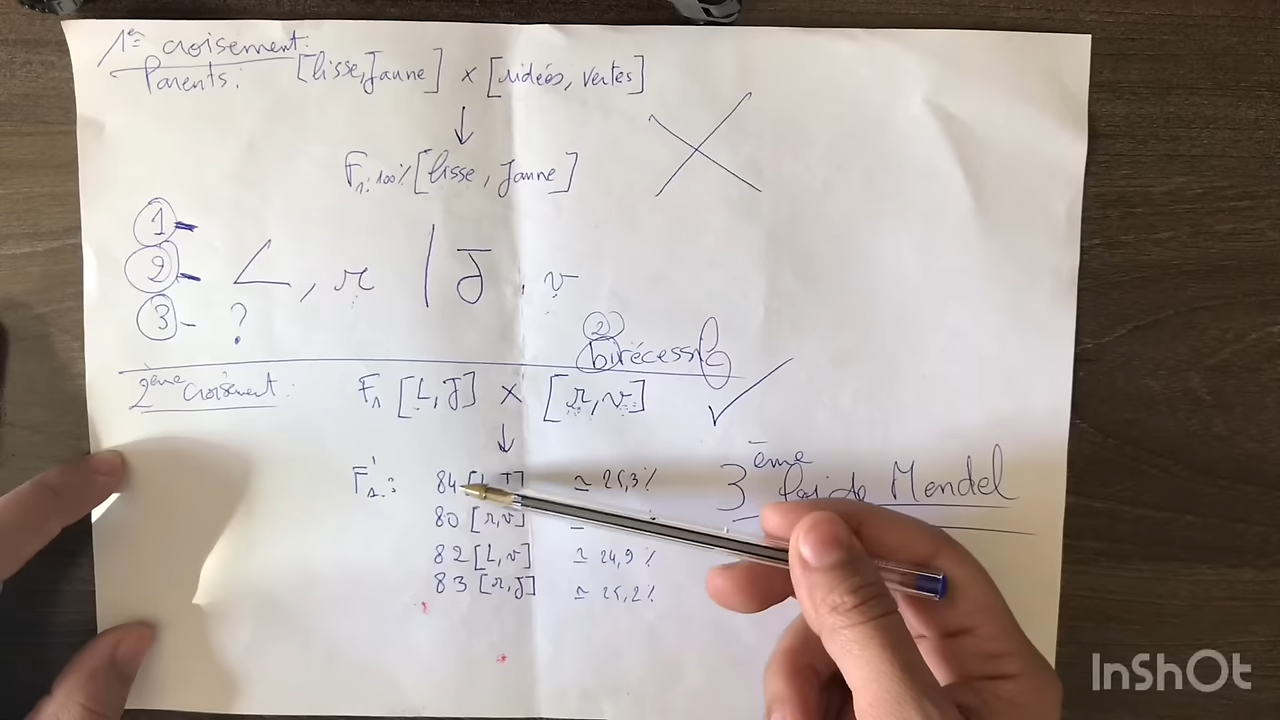 1er croisement:
Parents: [lisse, Jaune] × [ridées, vertes]
↓
F1: 100% [lisse, Jaune]
1 -
2 - L, r | J, v
3 - ?
2
birécessif
2ème croisement: F1 [L, J] × [r, v]
↓
3ème loi de Mendel
84 [L, J] ≃ 25,3%
80 [r, v]
82 [L, v] ≃ 24,9%
83 [r, J] ≃ 25,2%
InShOt